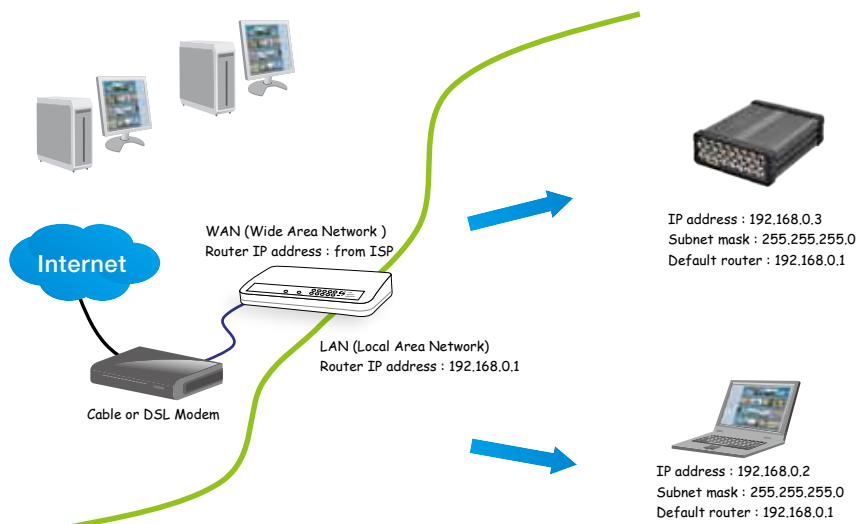 WAN (Wide Area Network )
Router IP address : from ISP
Internet
LAN (Local Area Network)
Router IP address : 192.168.0.1
Cable or DSL Modem
IP address : 192.168.0.3
Subnet mask : 255.255.255.0
Default router : 192.168.0.1
IP address : 192.168.0.2
Subnet mask : 255.255.255.0
Default router : 192.168.0.1